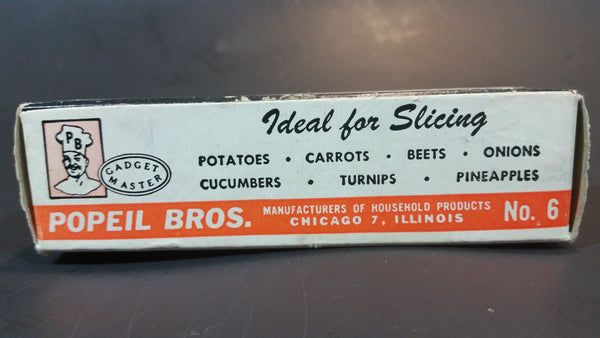 Ideal for Slicing
PB
GADGET
MASTER
POTATOES • CARROTS • BEETS • ONIONS
CUCUMBERS • TURNIPS • PINEAPPLES
POPEIL BROS.
MANUFACTURERS OF HOUSEHOLD PRODUCTS
CHICAGO 7, ILLINOIS
No. 6